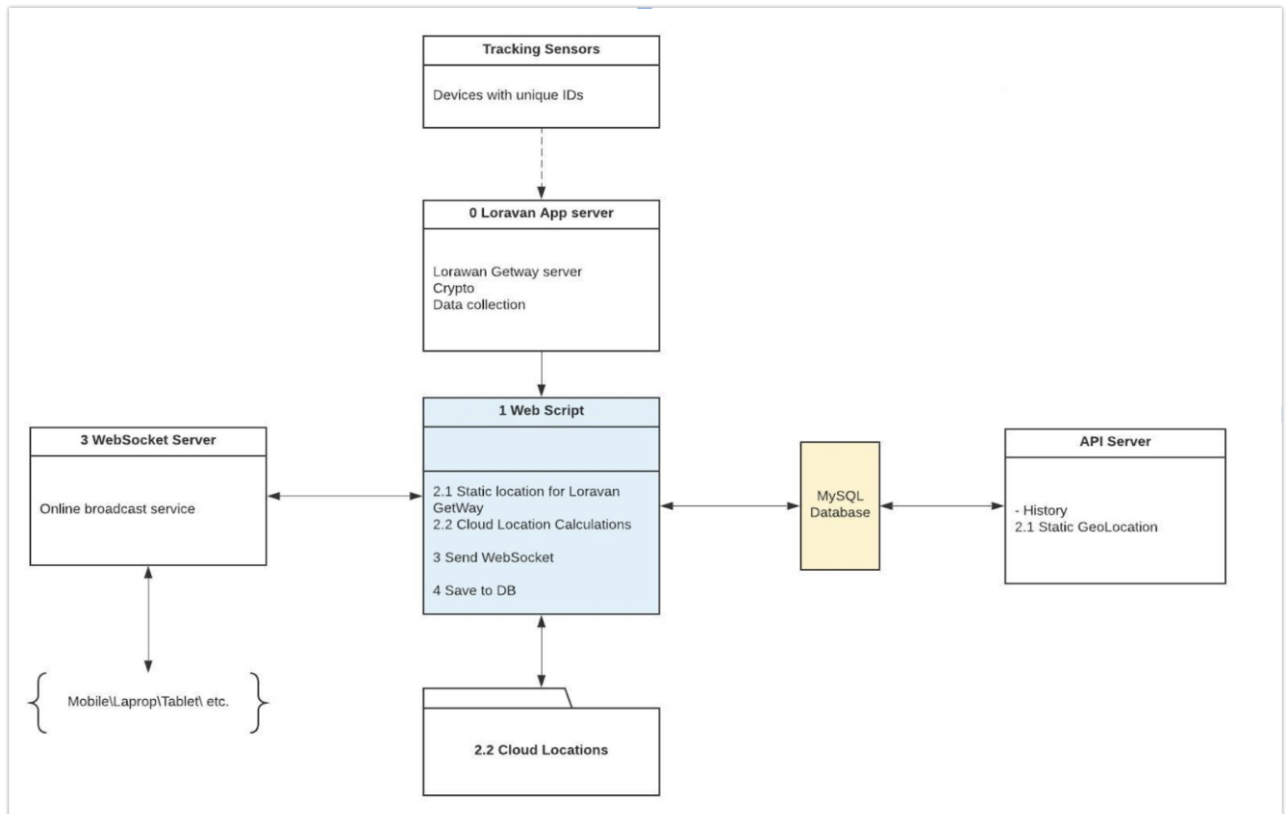 Tracking Sensors
Devices with unique IDs
0 Loravan App server
Lorawan Getway server
Crypto
Data collection
1 Web Script
2.1 Static location for Loravan
GetWay
2.2 Cloud Location Calculations
3 Send WebSocket
4 Save to DB
3 WebSocket Server
Online broadcast service
MySQL
Database
API Server
- History
2.1 Static GeoLocation
Mobile\Laprop\Tablet\ etc.
2.2 Cloud Locations